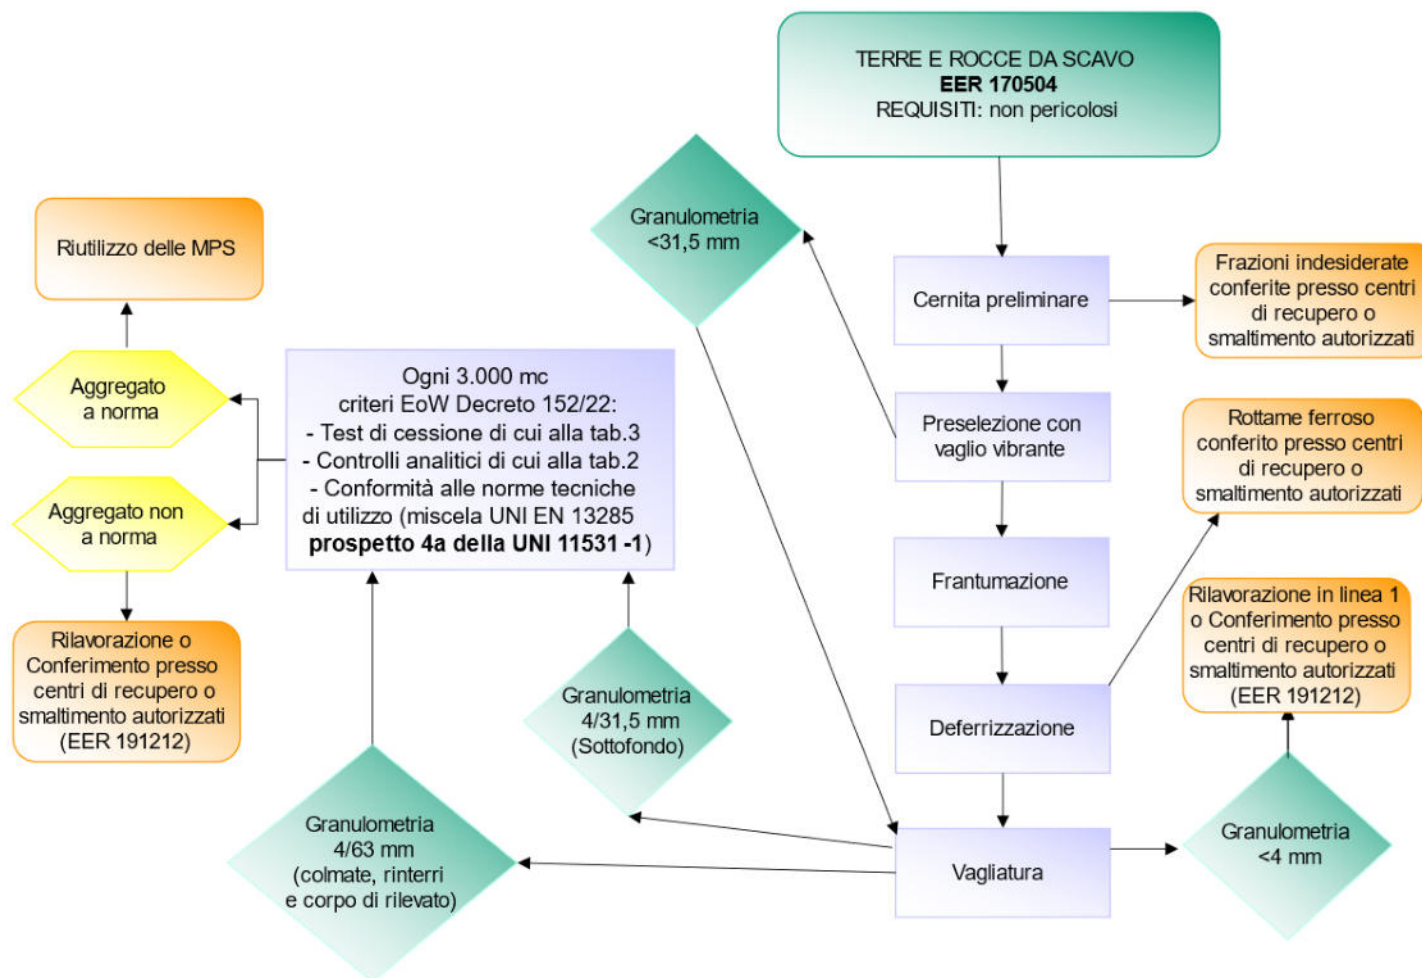 TERRE E ROCCE DA SCAVO
EER 170504
REQUISITI: non pericolosi
Granulometria
<31,5 mm
Riutilizzo delle MPS
Cernita preliminare
Frazioni indesiderate
conferite presso centri
di recupero o
smaltimento autorizzati
Aggregato
a norma
Ogni 3.000 mc
criteri EoW Decreto 152/22:
- Test di cessione di cui alla tab.3
- Controlli analitici di cui alla tab.2
- Conformità alle norme tecniche
di utilizzo (miscela UNI EN 13285
prospetto 4a della UNI 11531 -1)
Preselezione con
vaglio vibrante
Rottame ferroso
conferito presso centri
di recupero o
smaltimento autorizzati
Aggregato non
a norma
Frantumazione
Rilavorazione in linea 1
o Conferimento presso
centri di recupero o
smaltimento autorizzati
(EER 191212)
Rilavorazione o
Conferimento presso
centri di recupero o
smaltimento autorizzati
(EER 191212)
Granulometria
4/31,5 mm
(Sottofondo)
Deferrizzazione
Granulometria
4/63 mm
(colmate, rinterri
e corpo di rilevato)
Vagliatura
Granulometria
<4 mm